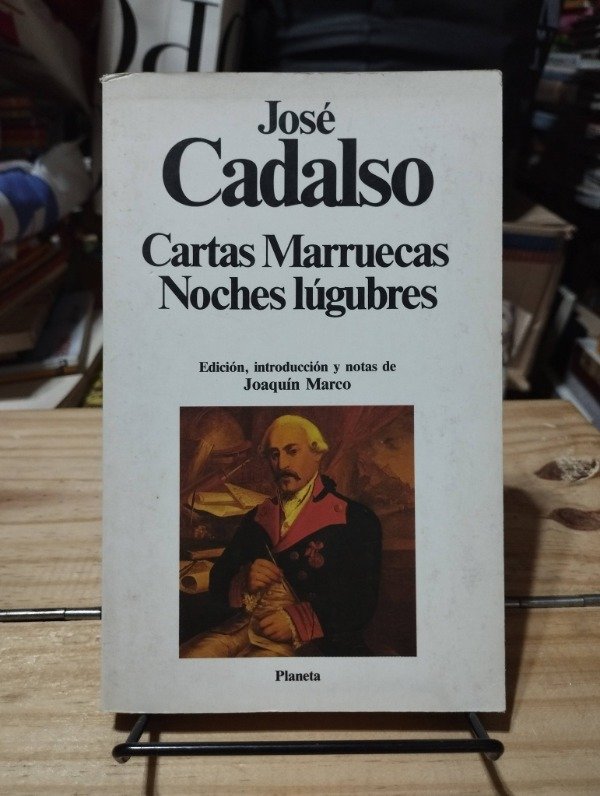 José
Cadalso
Cartas Marruecas
Noches lúgubres
Edición, introducción y notas de
Joaquín Marco
Planeta